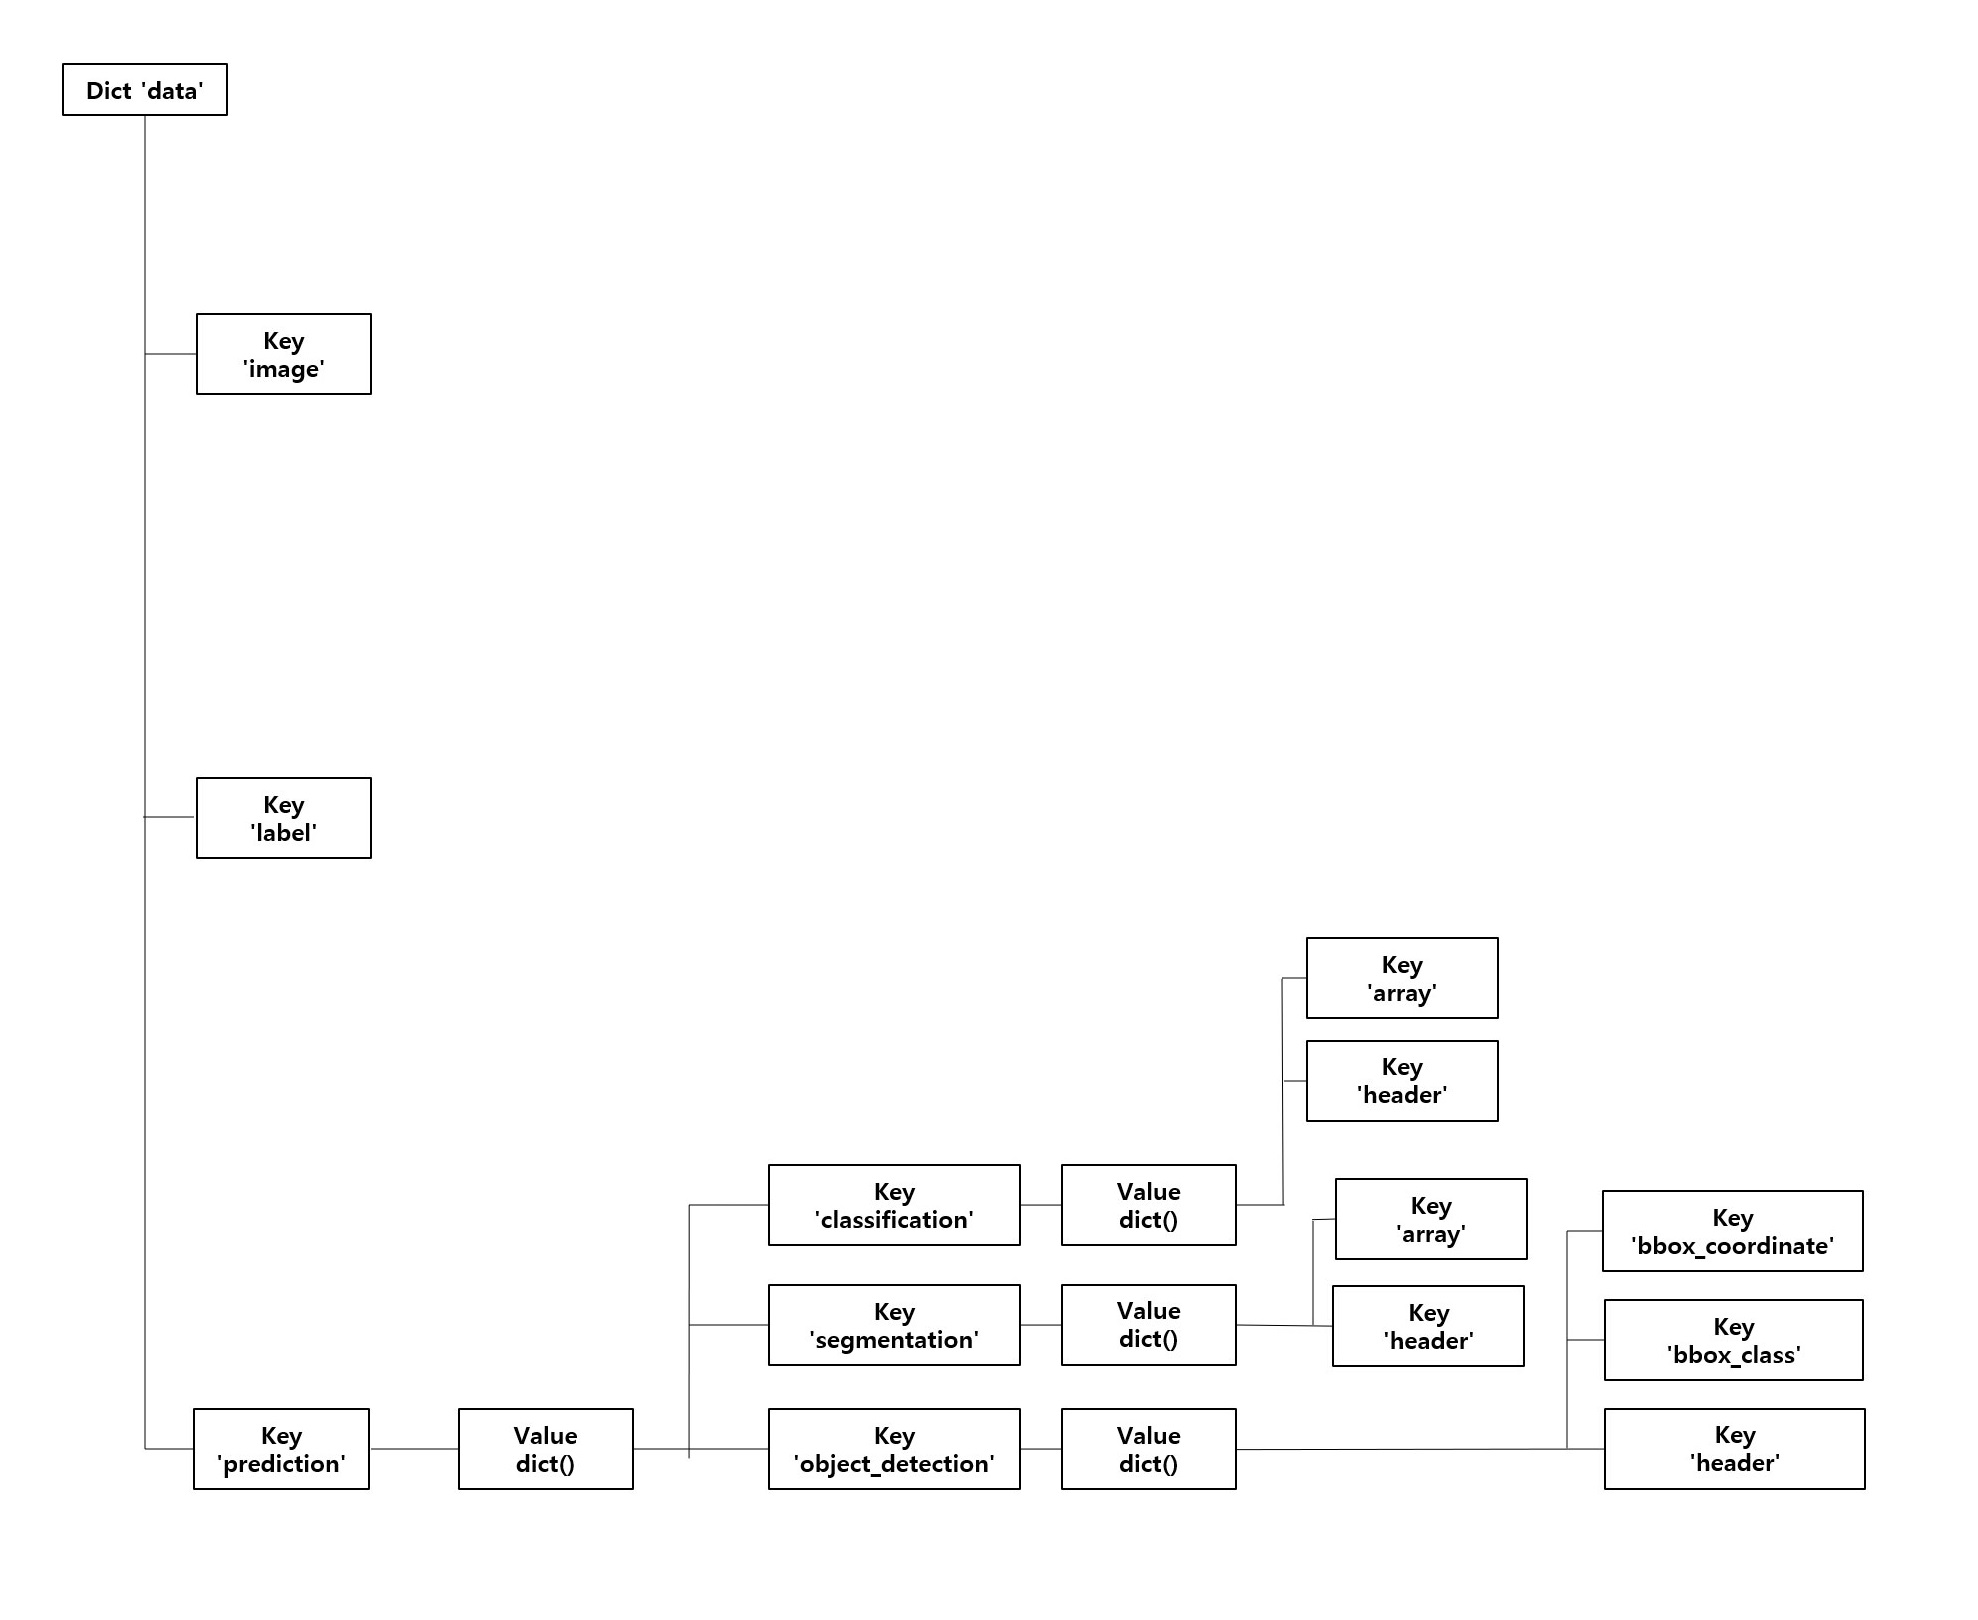 Dict 'data'
Key
'image'
Key
'label'
Key
'array'
Key
'header'
Key
'classification'
Value
dict()
Key
'array'
Key
'bbox_coordinate'
Key
'segmentation'
Value
dict()
Key
'header'
Key
'bbox_class'
Key
'prediction'
Value
dict()
Key
'object_detection'
Value
dict()
Key
'header'